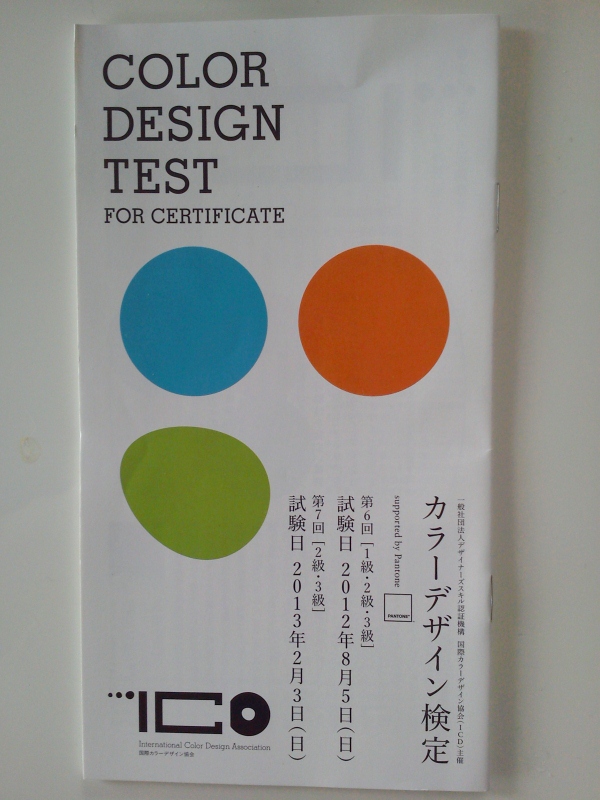 COLOR
DESIGN
TEST
FOR CERTIFICATE
一般社団法人デザイナーズスキル認証機構 国際カラーデザイン協会(ICD)主催
カラーデザイン検定
supported by Pantone
PANTONE®
第6回[1級・2級・3級]
試験日 2012年8月5日(日)
第7回[2級・3級]
試験日 2013年2月3日(日)
ICD
International Color Design Association
国際カラーデザイン協会